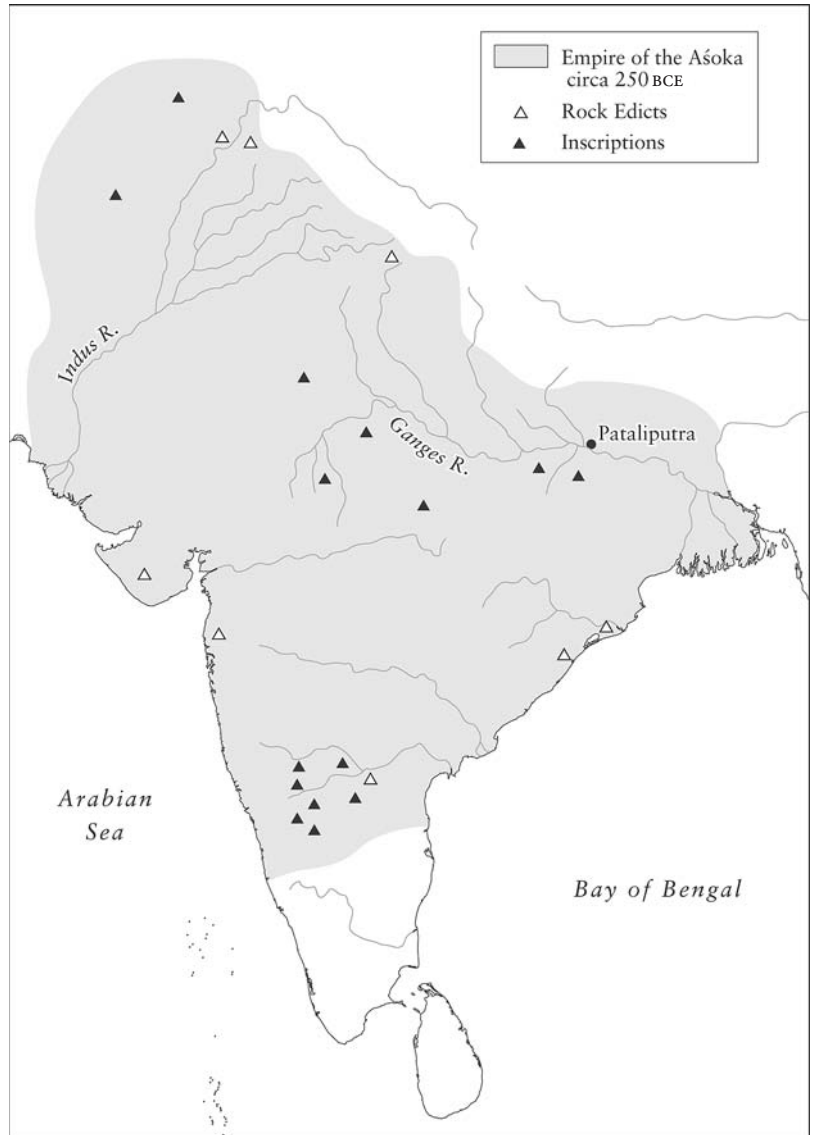 Empire of the Aśoka
circa 250 BCE
Rock Edicts
Inscriptions
Indus R.
Ganges R.
Pataliputra
Arabian
Sea
Bay of Bengal